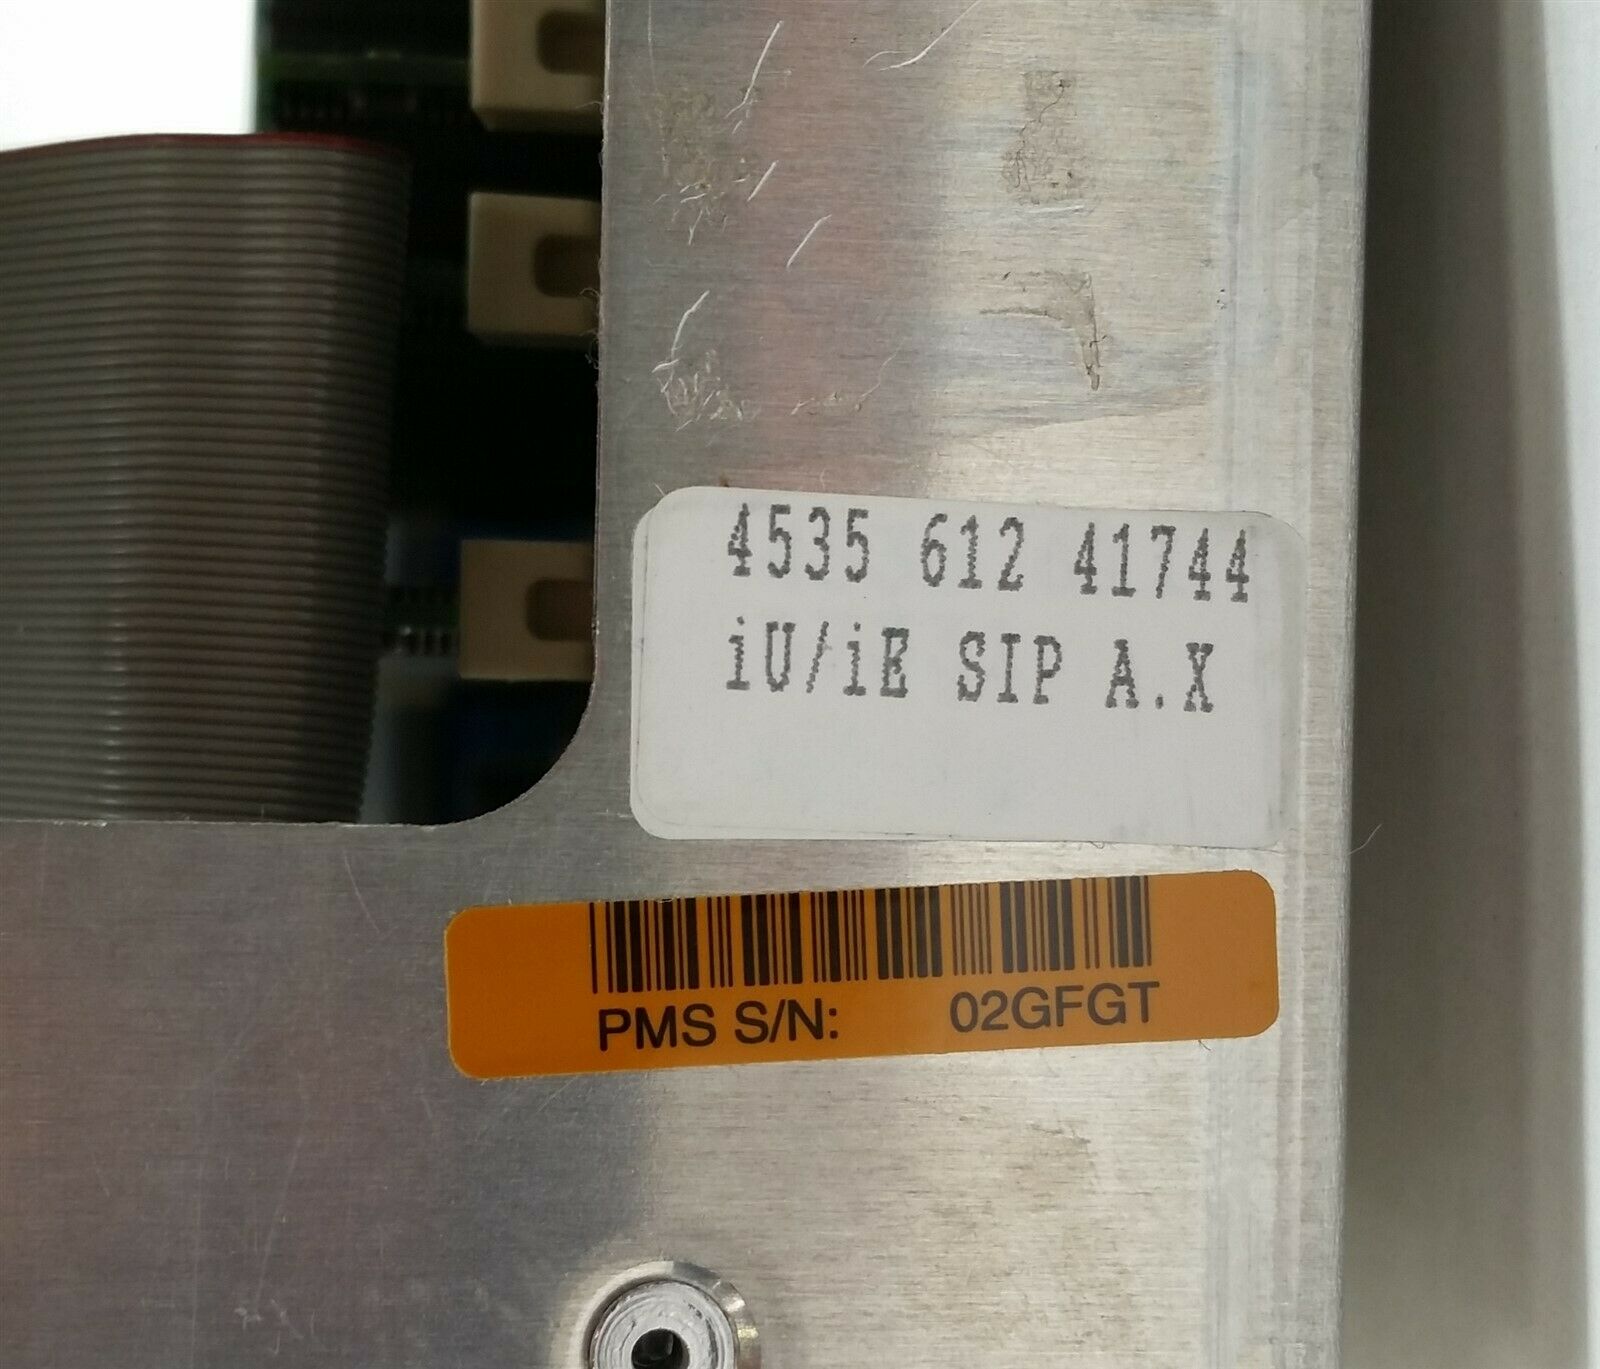 4535 612 41744
iU/iE SIP A.X
PMS S/N: 02GFGT